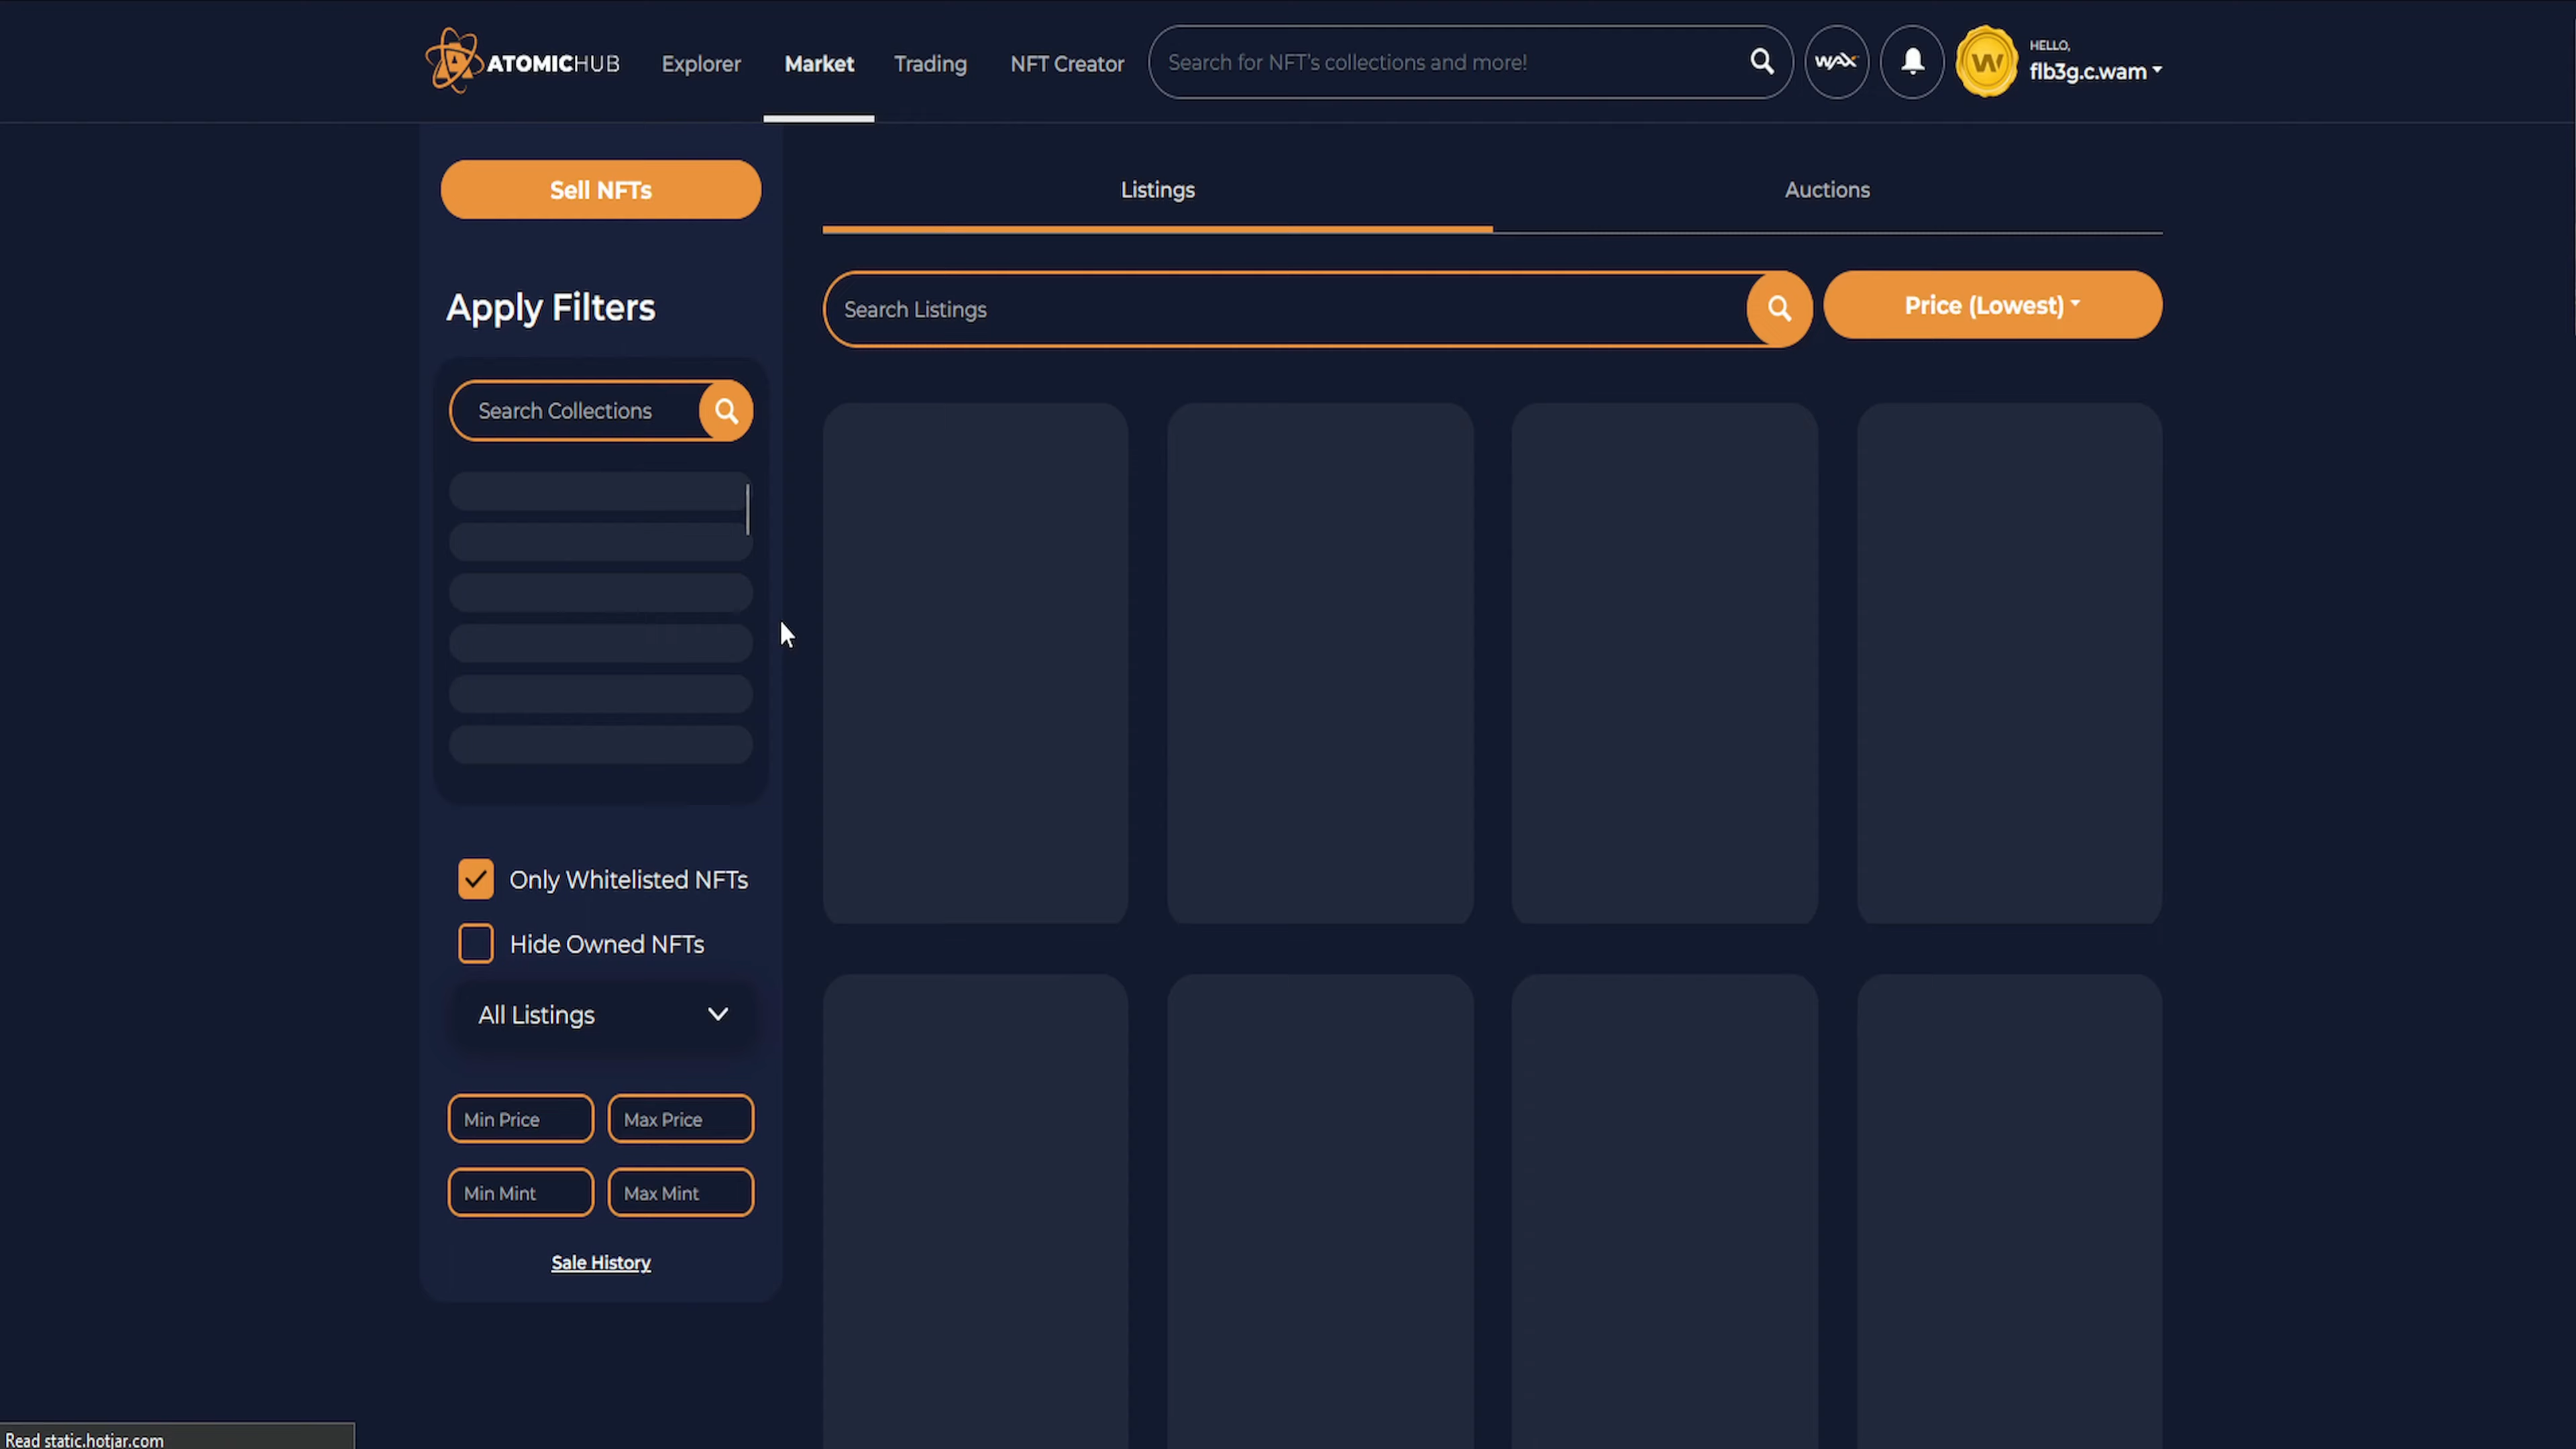 ATOMICHUB
Explorer
Market
Trading
NFT Creator
Search for NFT's collections and more!
WAX
W
HELLO,
flb3g.c.wam
Sell NFTs
Listings
Auctions
Apply Filters
Search Listings
Price (Lowest)
Search Collections
Only Whitelisted NFTs
Hide Owned NFTs
All Listings
Min Price
Max Price
Min Mint
Max Mint
Sale History
Read static.hotjar.com